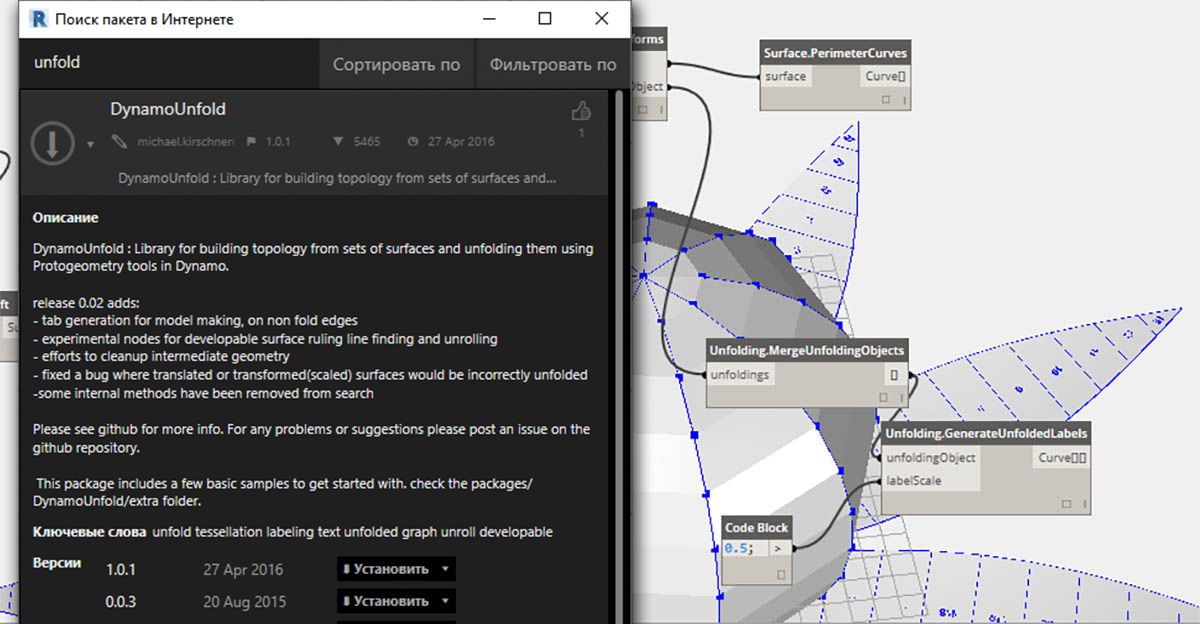 Поиск пакета в Интернете
unfold
Сортировать по
Фильтровать по
DynamoUnfold
1
michael.kirschner 1.0.1 5465 27 Apr 2016
DynamoUnfold : Library for building topology from sets of surfaces and...
Описание
DynamoUnfold : Library for building topology from sets of surfaces and unfolding them using
Protogeometry tools in Dynamo.
release 0.02 adds:
- tab generation for model making, on non fold edges
- experimental nodes for developable surface ruling line finding and unrolling
- efforts to cleanup intermediate geometry
- fixed a bug where translated or transformed(scaled) surfaces would be incorrectly unfolded
-some internal methods have been removed from search
Please see github for more info. For any problems or suggestions please post an issue on the
github repository.
This package includes a few basic samples to get started with. check the packages/
DynamoUnfold/extra folder.
Ключевые слова unfold tessellation labeling text unfolded graph unroll developable
Версии
1.0.1 27 Apr 2016 Установить
0.0.3 20 Aug 2015 Установить
orms
bject
Surface.PerimeterCurves
surface Curve[]
Unfolding.MergeUnfoldingObjects
unfoldings []
Unfolding.GenerateUnfoldedLabels
unfoldingObject Curve[][]
labelScale
Code Block
0.5; >
ft
Su